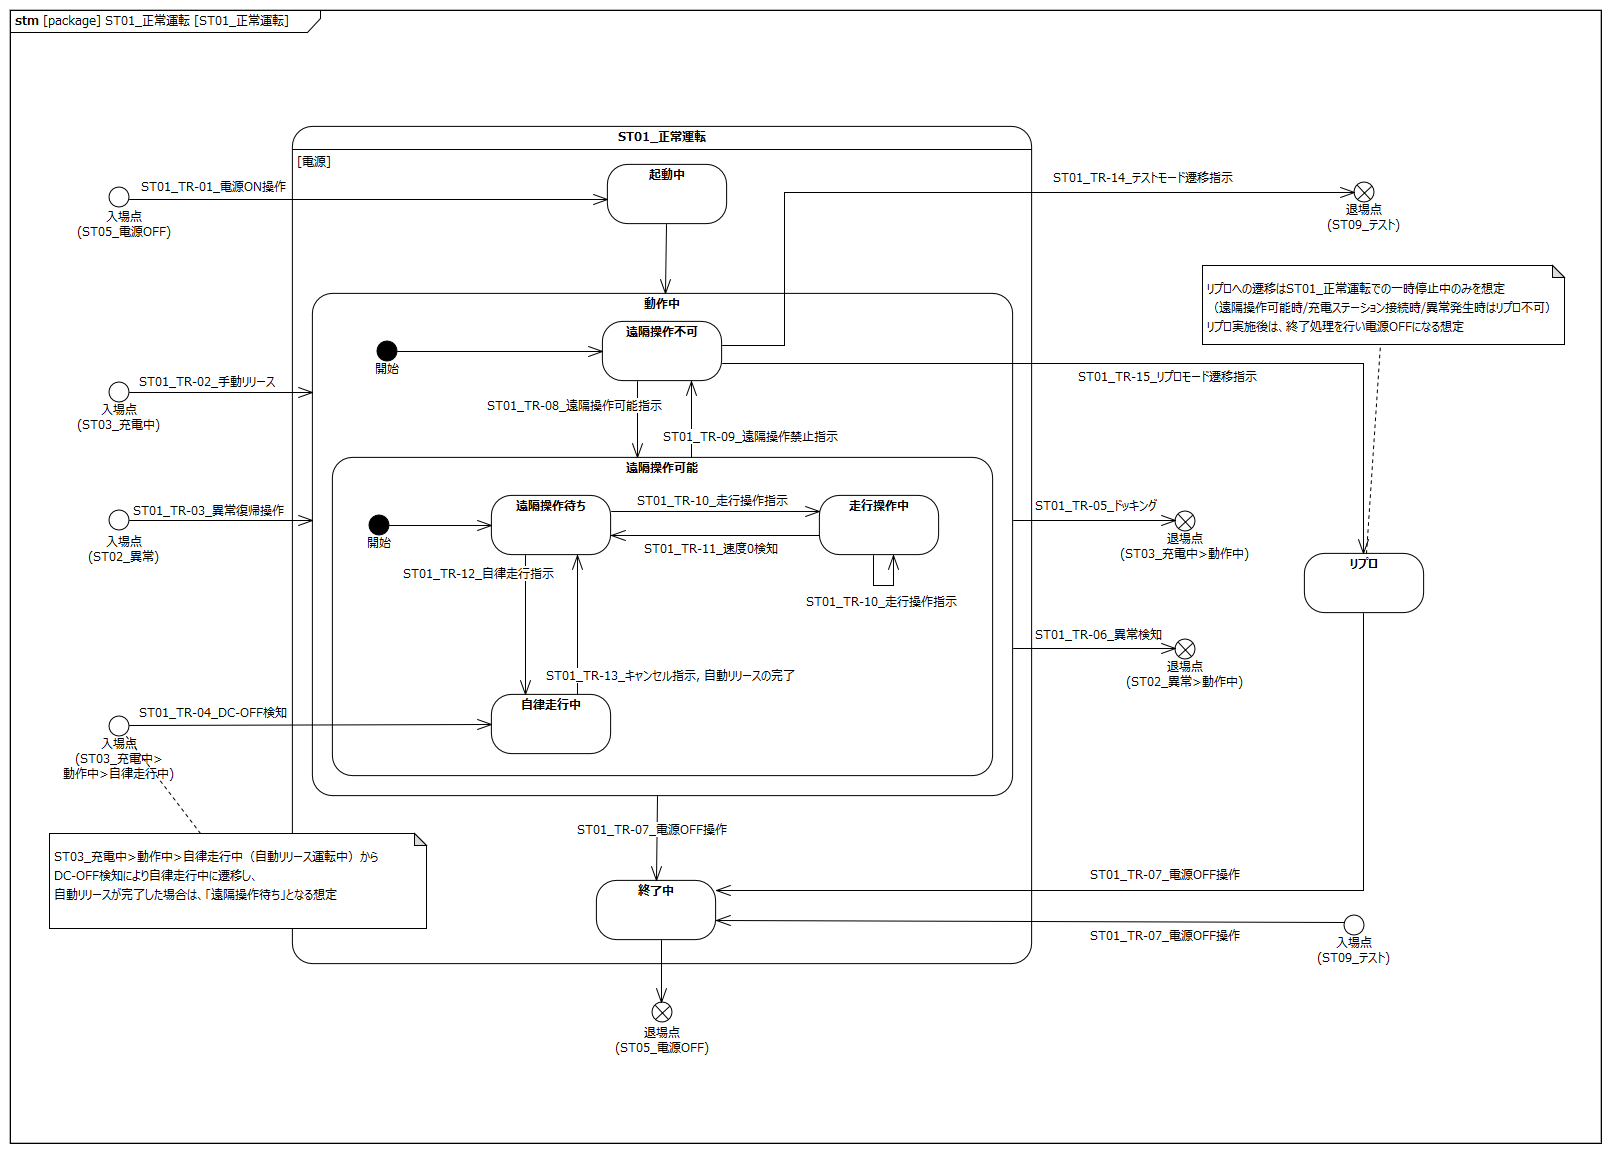 stm [package] ST01_正常運転 [ST01_正常運転]
ST01_正常運転
[電源]
起動中
ST01_TR-01_電源ON操作
入場点
(ST05_電源OFF)
ST01_TR-14_テストモード遷移指示
退場点
(ST09_テスト)
リプロへの遷移はST01_正常運転での一時停止中のみを想定
（遠隔操作可能時/充電ステーション接続時/異常発生時はリプロ不可）
リプロ実施後は、終了処理を行い電源OFFになる想定
動作中
遠隔操作不可
開始
ST01_TR-15_リプロモード遷移指示
ST01_TR-02_手動リリース
入場点
(ST03_充電中)
ST01_TR-08_遠隔操作可能指示
ST01_TR-09_遠隔操作禁止指示
遠隔操作可能
遠隔操作待ち
開始
ST01_TR-10_走行操作指示
走行操作中
ST01_TR-11_速度0検知
ST01_TR-03_異常復帰操作
入場点
(ST02_異常)
ST01_TR-05_ドッキング
退場点
(ST03_充電中>動作中)
リプロ
ST01_TR-12_自律走行指示
ST01_TR-10_走行操作指示
ST01_TR-06_異常検知
退場点
(ST02_異常>動作中)
ST01_TR-13_キャンセル指示, 自動リリースの完了
自律走行中
ST01_TR-04_DC-OFF検知
入場点
(ST03_充電中>
動作中>自律走行中)
ST01_TR-07_電源OFF操作
ST03_充電中>動作中>自律走行中（自動リリース運転中）から
DC-OFF検知により自律走行中に遷移し、
自動リリースが完了した場合は、「遠隔操作待ち」となる想定
終了中
ST01_TR-07_電源OFF操作
ST01_TR-07_電源OFF操作
入場点
(ST09_テスト)
退場点
(ST05_電源OFF)